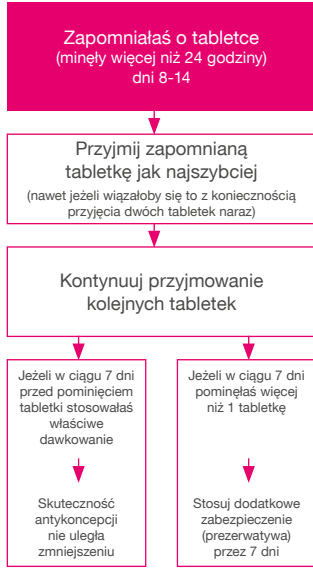 Zapomniałaś o tabletce
(minęły więcej niż 24 godziny)
dni 8-14
Przyjmij zapomnianą
tabletkę jak najszybciej
(nawet jeżeli wiązałoby się to z koniecznością
przyjęcia dwóch tabletek naraz)
Kontynuuj przyjmowanie
kolejnych tabletek
Jeżeli w ciągu 7 dni
przed pominięciem
tabletki stosowałaś
właściwe
dawkowanie
Skuteczność
antykoncepcji
nie uległa
zmniejszeniu
Jeżeli w ciągu 7 dni
pominęłaś więcej
niż 1 tabletkę
Stosuj dodatkowe
zabezpieczenie
(prezerwatywa)
przez 7 dni